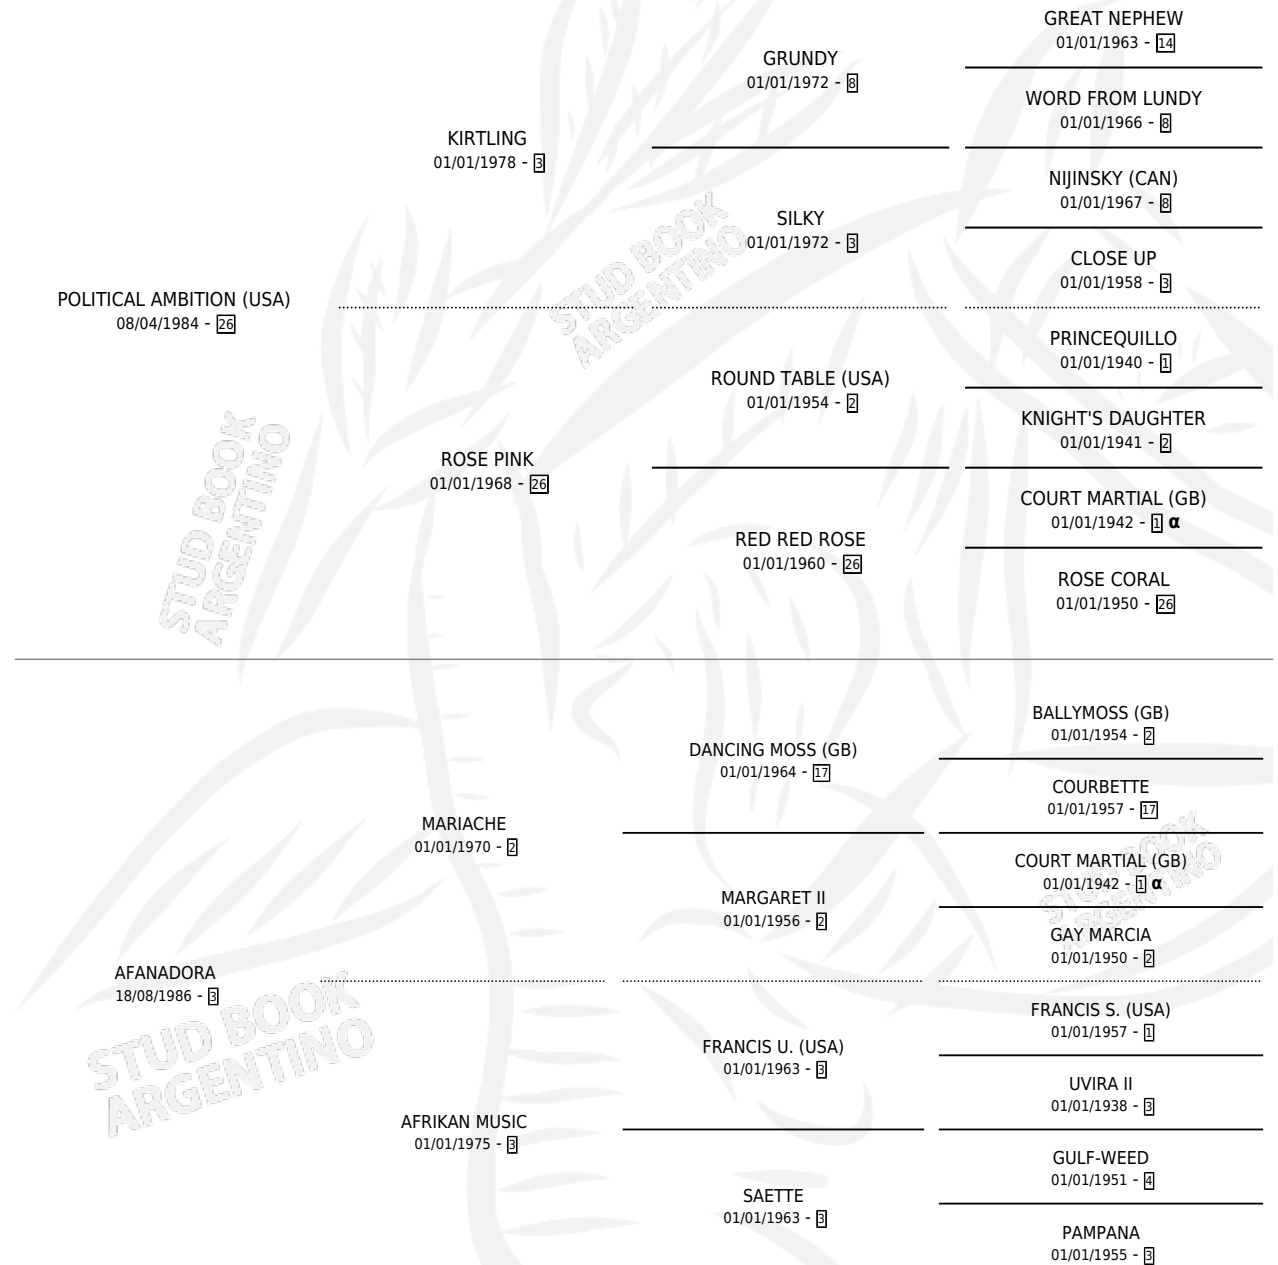 GREAT NEPHEW
01/01/1963 - 14
GRUNDY
01/01/1972 - 8
WORD FROM LUNDY
01/01/1966 - 8
KIRTLING
01/01/1978 - 3
NIJINSKY (CAN)
01/01/1967 - 8
SILKY
01/01/1972 - 3
CLOSE UP
01/01/1958 - 3
POLITICAL AMBITION (USA)
08/04/1984 - 26
PRINCEQUILLO
01/01/1940 - 1
ROUND TABLE (USA)
01/01/1954 - 2
KNIGHT'S DAUGHTER
01/01/1941 - 2
ROSE PINK
01/01/1968 - 26
COURT MARTIAL (GB)
01/01/1942 - 1 α
RED RED ROSE
01/01/1960 - 26
ROSE CORAL
01/01/1950 - 26
BALLYMOSS (GB)
01/01/1954 - 2
DANCING MOSS (GB)
01/01/1964 - 17
COURBETTE
01/01/1957 - 17
MARIACHE
01/01/1970 - 2
COURT MARTIAL (GB)
01/01/1942 - 1 α
MARGARET II
01/01/1956 - 2
GAY MARCIA
01/01/1950 - 2
AFANADORA
18/08/1986 - 3
FRANCIS S. (USA)
01/01/1957 - 1
FRANCIS U. (USA)
01/01/1963 - 3
UVIRA II
01/01/1938 - 3
AFRIKAN MUSIC
01/01/1975 - 3
GULF-WEED
01/01/1951 - 4
SAETTE
01/01/1963 - 3
PAMPANA
01/01/1955 - 3
STUD BOOK
ARGENTINO
STUD BOOK
ARGENTINO
STUD BOOK
ARGENTINO
STUD BOOK
ARGENTINO